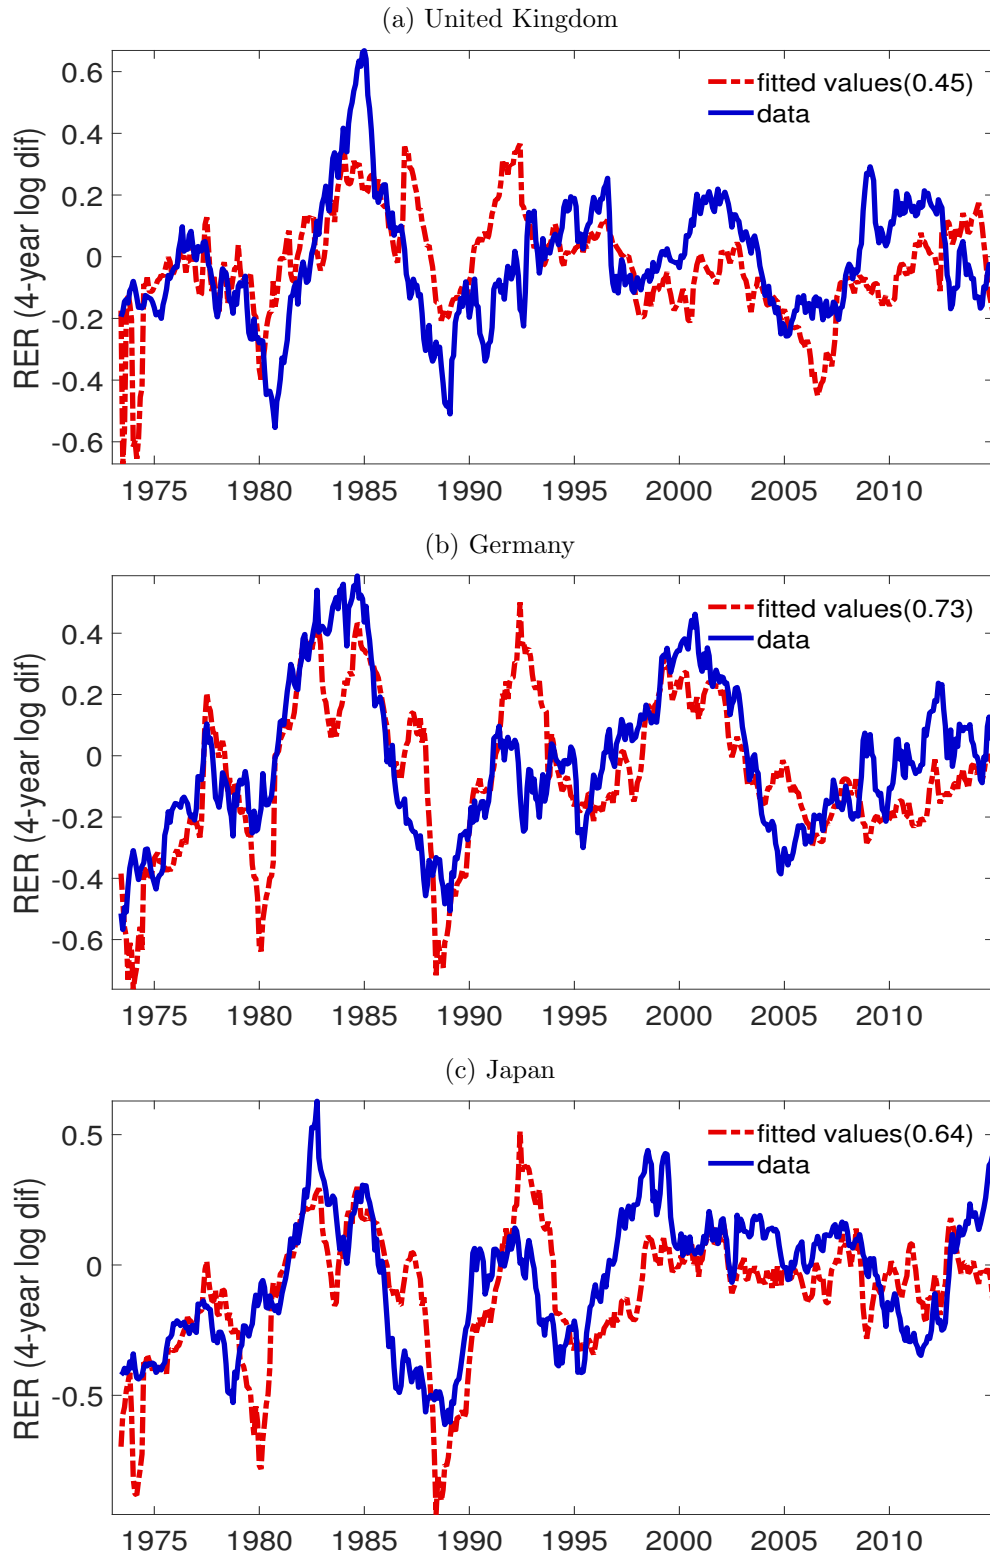 (a) United Kingdom
RER (4-year log dif)
0.6
0.4
0.2
0
-0.2
-0.4
-0.6
fitted values(0.45)
data
1975 1980 1985 1990 1995 2000 2005 2010
(b) Germany
RER (4-year log dif)
0.4
0.2
0
-0.2
-0.4
-0.6
fitted values(0.73)
data
1975 1980 1985 1990 1995 2000 2005 2010
(c) Japan
RER (4-year log dif)
0.5
0
-0.5
fitted values(0.64)
data
1975 1980 1985 1990 1995 2000 2005 2010